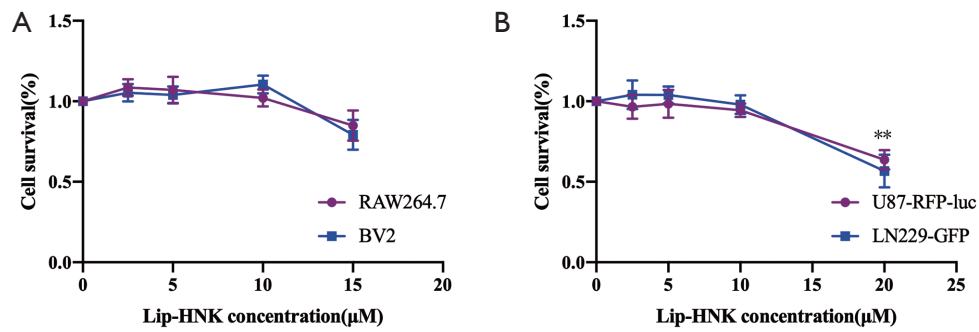 A
Cell survival(%)
1.5
1.0
0.5
0.0
0
5
10
15
20
Lip-HNK concentration(μM)
RAW264.7
BV2
B
Cell survival(%)
1.5
1.0
0.5
0.0
0
5
10
15
20
25
Lip-HNK concentration(μM)
**
U87-RFP-luc
LN229-GFP